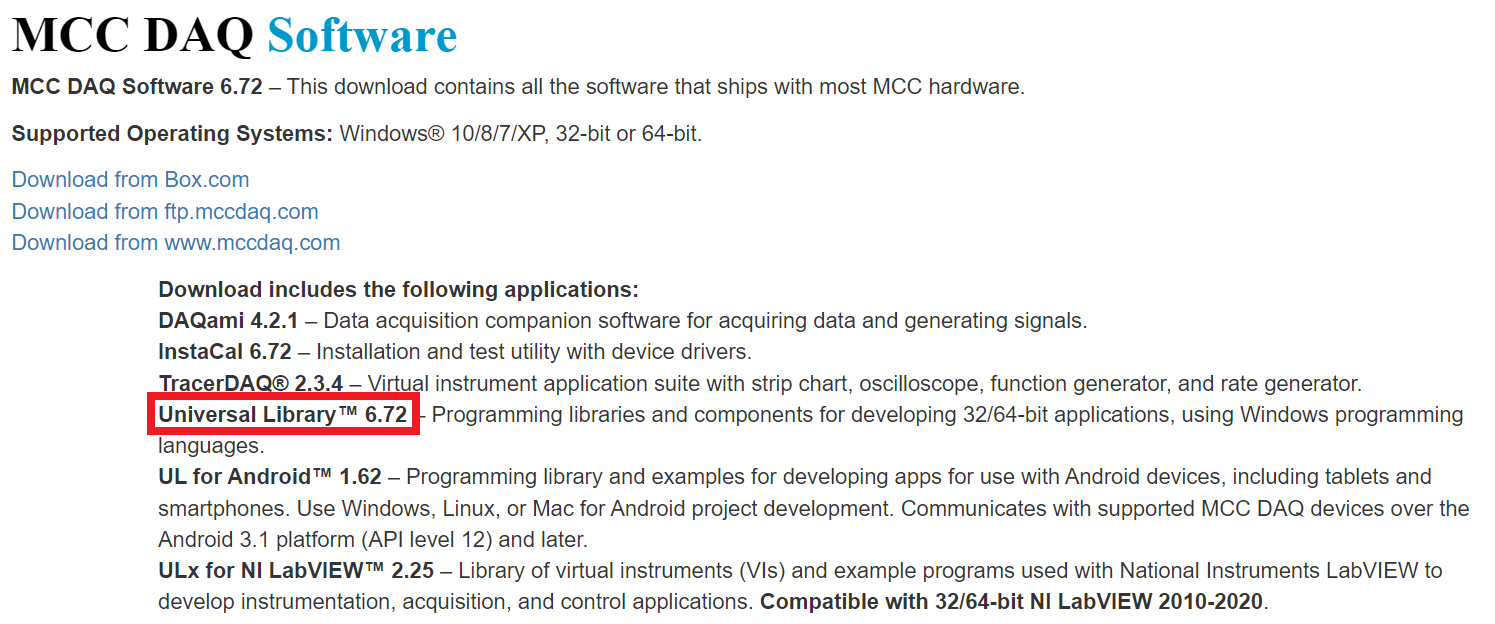 MCC DAQ Software
MCC DAQ Software 6.72 – This download contains all the software that ships with most MCC hardware.
Supported Operating Systems: Windows® 10/8/7/XP, 32-bit or 64-bit.
Download from Box.com
Download from ftp.mccdaq.com
Download from www.mccdaq.com
Download includes the following applications:
DAQami 4.2.1 – Data acquisition companion software for acquiring data and generating signals.
InstaCal 6.72 – Installation and test utility with device drivers.
TracerDAQ® 2.3.4 – Virtual instrument application suite with strip chart, oscilloscope, function generator, and rate generator.
Universal Library™ 6.72 – Programming libraries and components for developing 32/64-bit applications, using Windows programming
languages.
UL for Android™ 1.62 – Programming library and examples for developing apps for use with Android devices, including tablets and
smartphones. Use Windows, Linux, or Mac for Android project development. Communicates with supported MCC DAQ devices over the
Android 3.1 platform (API level 12) and later.
ULx for NI LabVIEW™ 2.25 – Library of virtual instruments (VIs) and example programs used with National Instruments LabVIEW to
develop instrumentation, acquisition, and control applications. Compatible with 32/64-bit NI LabVIEW 2010-2020.